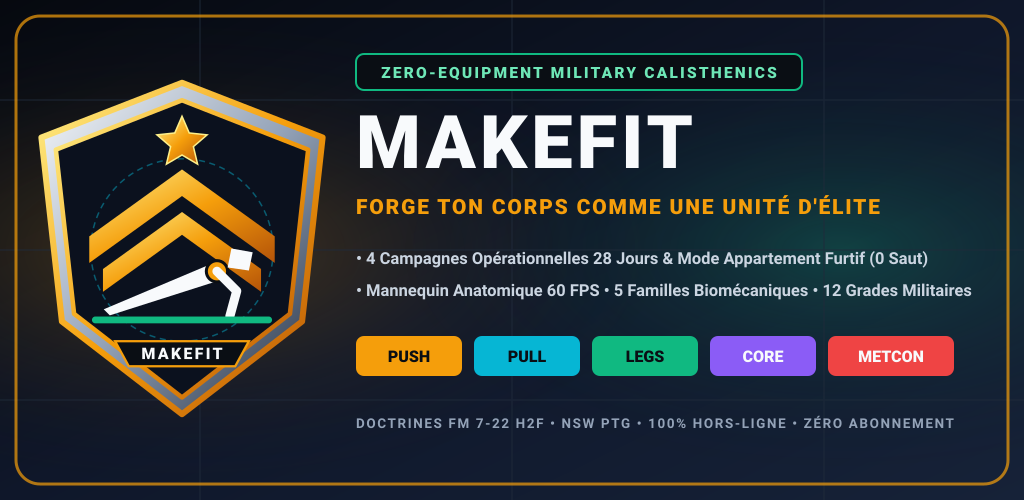 ZERO-EQUIPMENT MILITARY CALISTHENICS
MAKEFIT
FORGE TON CORPS COMME UNE UNITÉ D'ÉLITE
• 4 Campagnes Opérationnelles 28 Jours & Mode Appartement Furtif (0 Saut)
• Mannequin Anatomique 60 FPS • 5 Familles Biomécaniques • 12 Grades Militaires
MAKEFIT
PUSH PULL LEGS CORE METCON
DOCTRINES FM 7-22 H2F • NSW PTG • 100% HORS-LIGNE • ZÉRO ABONNEMENT